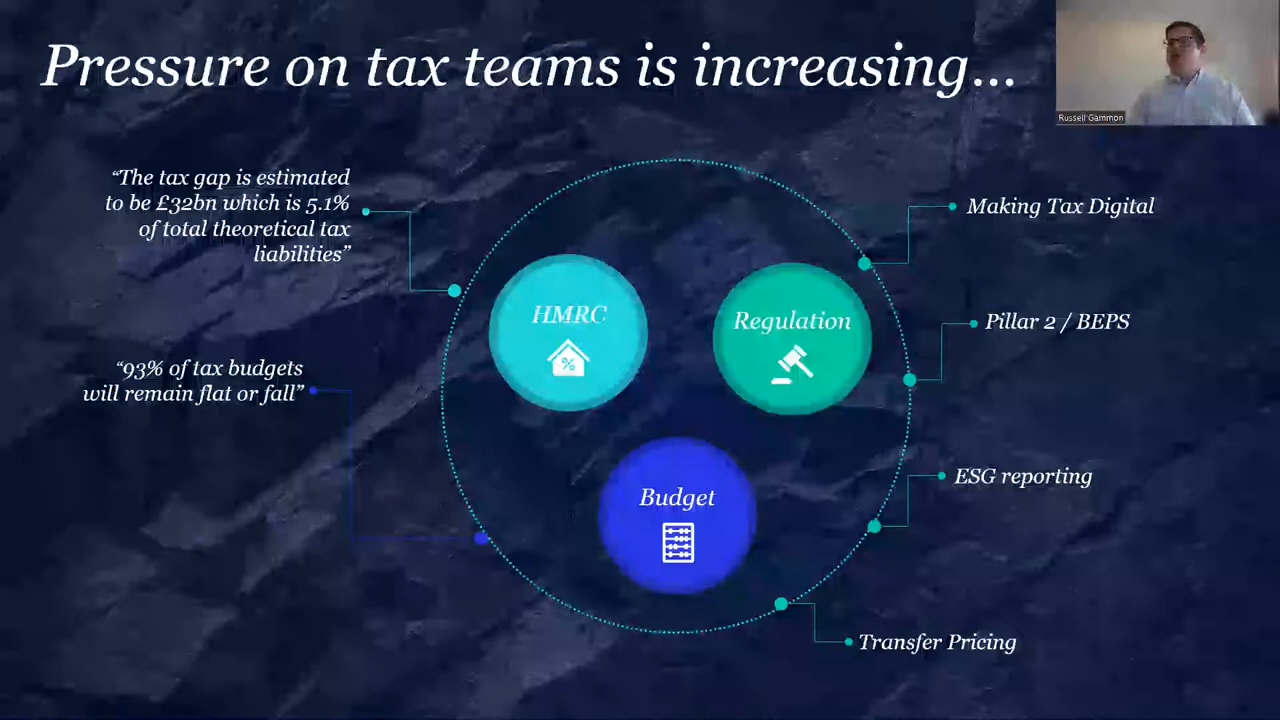 Pressure on tax teams is increasing...
Russell Gammon
“The tax gap is estimated
to be £32bn which is 5.1%
of total theoretical tax
liabilities”
“93% of tax budgets
will remain flat or fall”
HMRC
%
Regulation
Budget
Making Tax Digital
Pillar 2 / BEPS
ESG reporting
Transfer Pricing